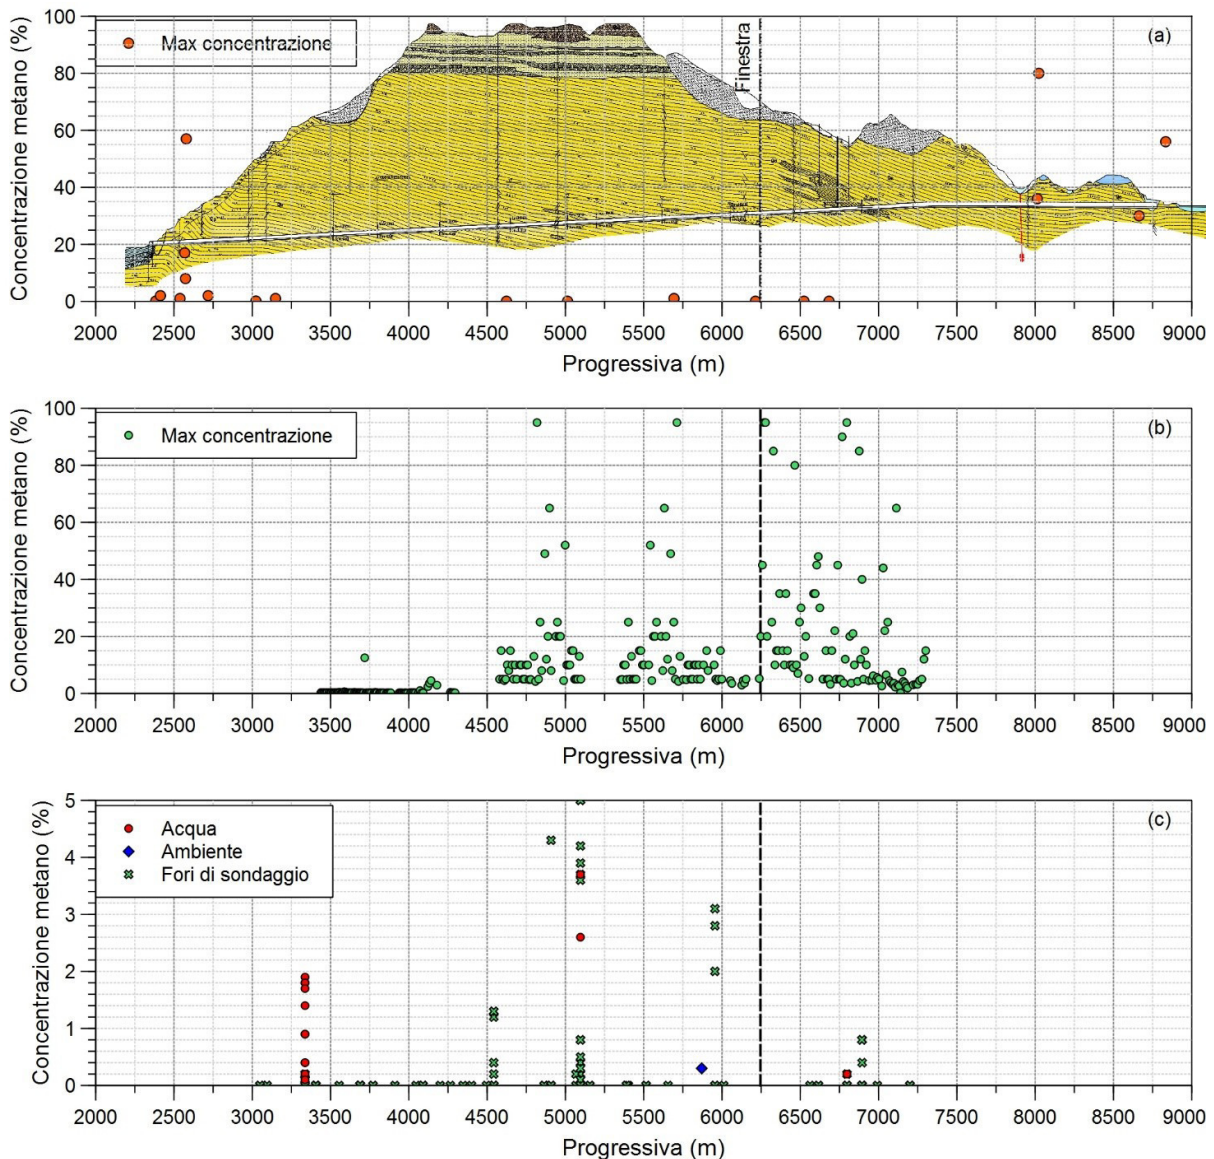 (a)
Max concentrazione
Finestra
Concentrazione metano (%)
100
80
60
40
20
0
2000 2500 3000 3500 4000 4500 5000 5500 6000 6500 7000 7500 8000 8500 9000
Progressiva (m)
(b)
Max concentrazione
Concentrazione metano (%)
100
80
60
40
20
0
2000 2500 3000 3500 4000 4500 5000 5500 6000 6500 7000 7500 8000 8500 9000
Progressiva (m)
(c)
Acqua
Ambiente
Fori di sondaggio
Concentrazione metano (%)
5
4
3
2
1
0
2000 2500 3000 3500 4000 4500 5000 5500 6000 6500 7000 7500 8000 8500 9000
Progressiva (m)